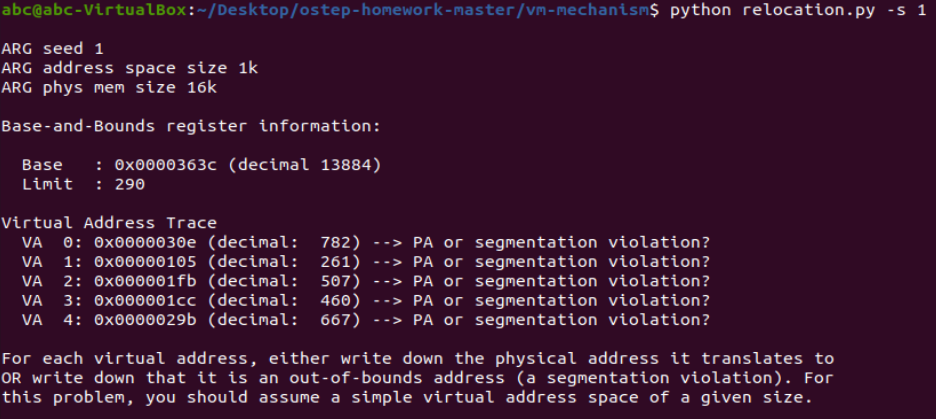 abc@abc-VirtualBox:~/Desktop/ostep-homework-master/vm-mechanism$ python relocation.py -s 1
ARG seed 1
ARG address space size 1k
ARG phys mem size 16k
Base-and-Bounds register information:
  Base   : 0x0000363c (decimal 13884)
  Limit  : 290
Virtual Address Trace
  VA  0: 0x0000030e (decimal:  782) --> PA or segmentation violation?
  VA  1: 0x00000105 (decimal:  261) --> PA or segmentation violation?
  VA  2: 0x000001fb (decimal:  507) --> PA or segmentation violation?
  VA  3: 0x000001cc (decimal:  460) --> PA or segmentation violation?
  VA  4: 0x0000029b (decimal:  667) --> PA or segmentation violation?
For each virtual address, either write down the physical address it translates to
OR write down that it is an out-of-bounds address (a segmentation violation). For
this problem, you should assume a simple virtual address space of a given size.